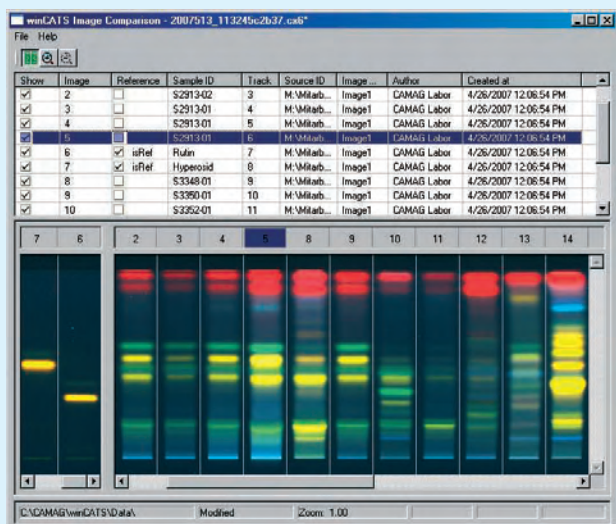 winCATS Image Comparison - 2007513_113245c2b37.cx6*
File Help
Show Image Reference Sample ID Track Source ID Image ... Author Created at
2 S2913-02 3 M:\Mitarb... Image1 CAMAG Labor 4/26/2007 12:06:54 PM
3 S2913-01 4 M:\Mitarb... Image1 CAMAG Labor 4/26/2007 12:06:54 PM
4 S2913-01 5 M:\Mitarb... Image1 CAMAG Labor 4/26/2007 12:06:54 PM
5 S2913-01 6 M:\Mitarb... Image1 CAMAG Labor 4/26/2007 12:06:54 PM
6 isRef Rutin 7 M:\Mitarb... Image1 CAMAG Labor 4/26/2007 12:06:54 PM
7 isRef Hyperosid 8 M:\Mitarb... Image1 CAMAG Labor 4/26/2007 12:06:54 PM
8 S3348-01 9 M:\Mitarb... Image1 CAMAG Labor 4/26/2007 12:06:54 PM
9 S3350-01 10 M:\Mitarb... Image1 CAMAG Labor 4/26/2007 12:06:54 PM
10 S3352-01 11 M:\Mitarb... Image1 CAMAG Labor 4/26/2007 12:06:54 PM
7 6 2 3 4 5 8 9 10 11 12 13 14
C:\CAMAG\winCATS\Data\ Modified Zoom: 1.00